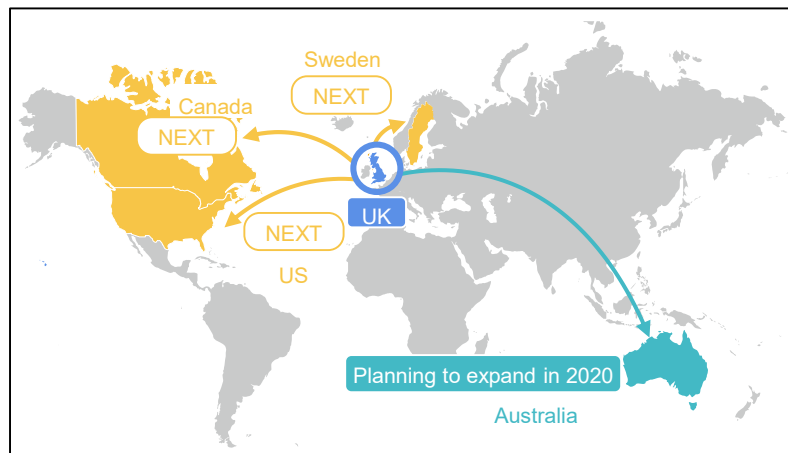 Sweden
NEXT
Canada
NEXT
UK
NEXT
US
Planning to expand in 2020
Australia